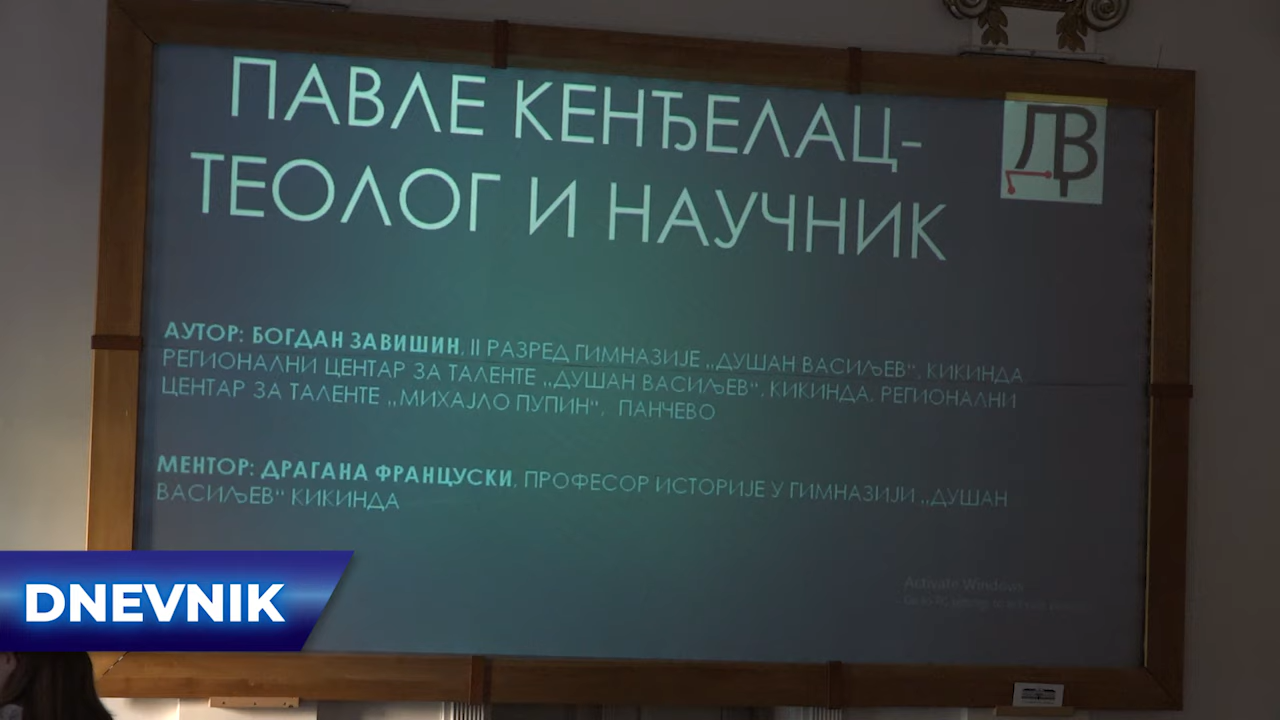 ПАВЛЕ КЕНЂЕЛАЦ-
ТЕОЛОГ И НАУЧНИК
ДВ
АУТОР: БОГДАН ЗАВИШИН, II РАЗРЕД ГИМНАЗИЈЕ „ДУШАН ВАСИЉЕВ“, КИКИНДА
РЕГИОНАЛНИ ЦЕНТАР ЗА ТАЛЕНТЕ „ДУШАН ВАСИЉЕВ“, КИКИНДА, РЕГИОНАЛНИ
ЦЕНТАР ЗА ТАЛЕНТЕ „МИХАЈЛО ПУПИН“, ПАНЧЕВО
МЕНТОР: ДРАГАНА ФРАНЦУСКИ, ПРОФЕСОР ИСТОРИЈЕ У ГИМНАЗИЈИ „ДУШАН
ВАСИЉЕВ“ КИКИНДА
Activate Windows
DNEVNIK